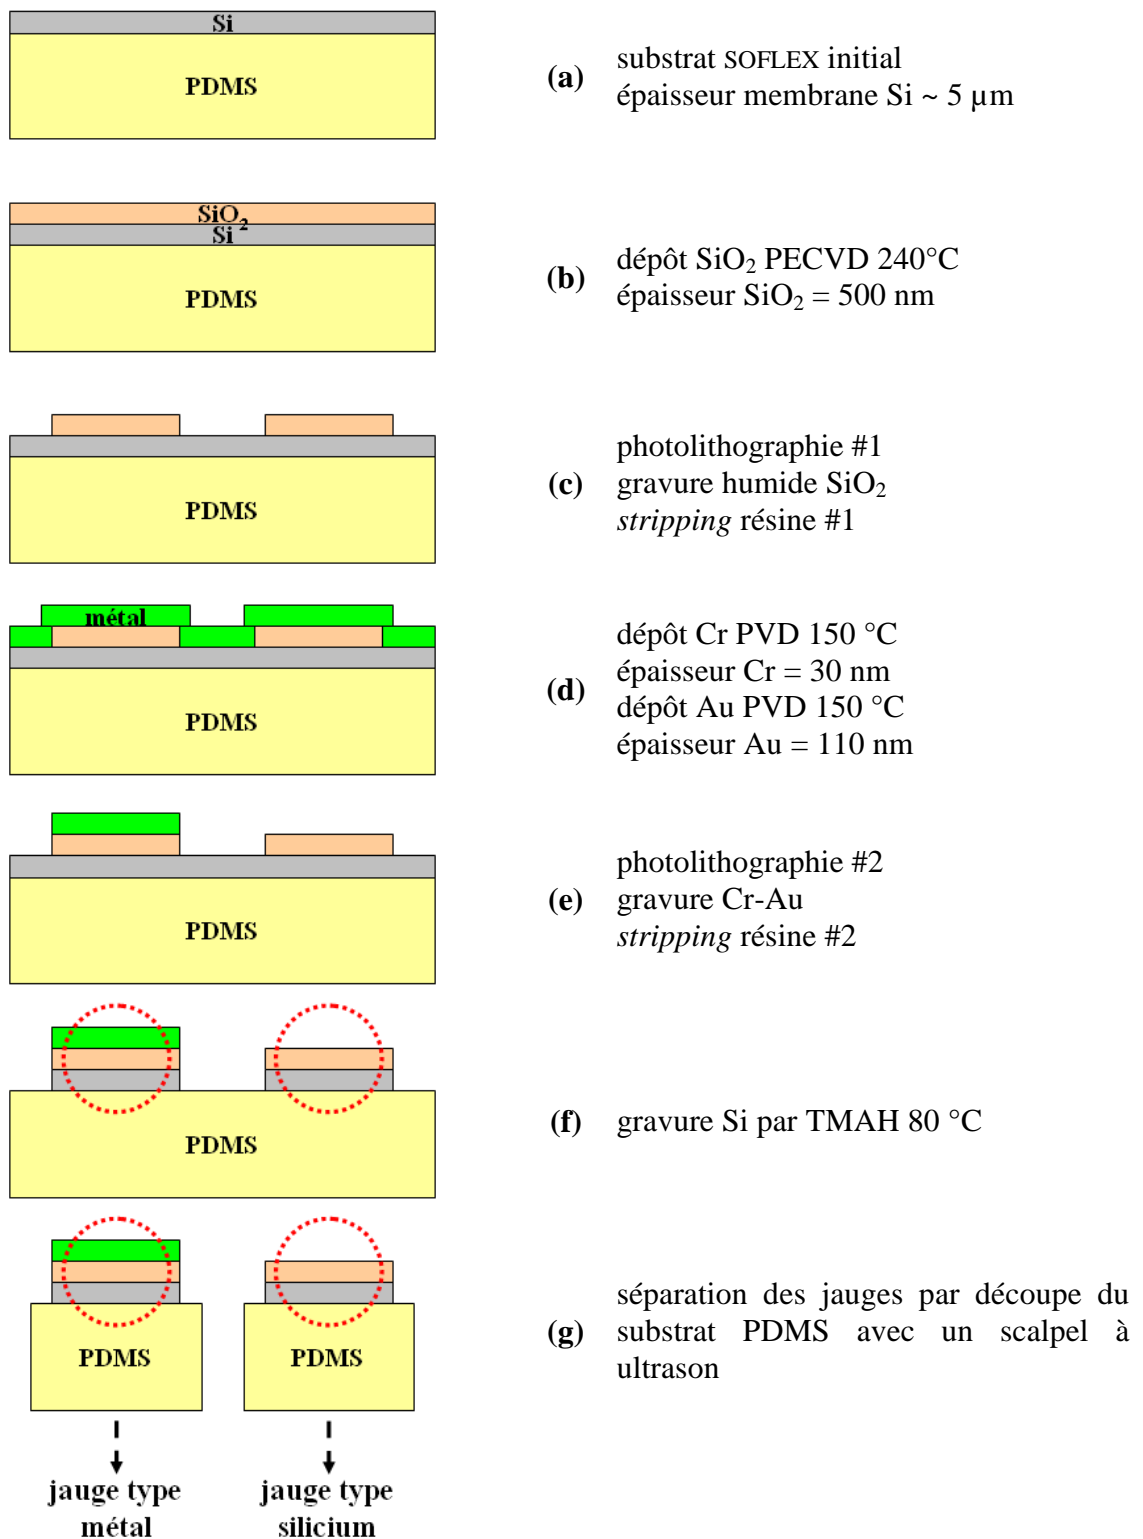 Si
PDMS
(a)
substrat SOFLEX initial
épaisseur membrane Si ~ 5 µm
SiO2
Si
PDMS
(b)
dépôt SiO2 PECVD 240°C
épaisseur SiO2 = 500 nm
PDMS
(c)
photolithographie #1
gravure humide SiO2
stripping résine #1
métal
PDMS
(d)
dépôt Cr PVD 150 °C
épaisseur Cr = 30 nm
dépôt Au PVD 150 °C
épaisseur Au = 110 nm
PDMS
(e)
photolithographie #2
gravure Cr-Au
stripping résine #2
PDMS
(f)
gravure Si par TMAH 80 °C
PDMS
PDMS
(g)
séparation des jauges par découpe du
substrat PDMS avec un scalpel à
ultrason
jauge type
métal
jauge type
silicium